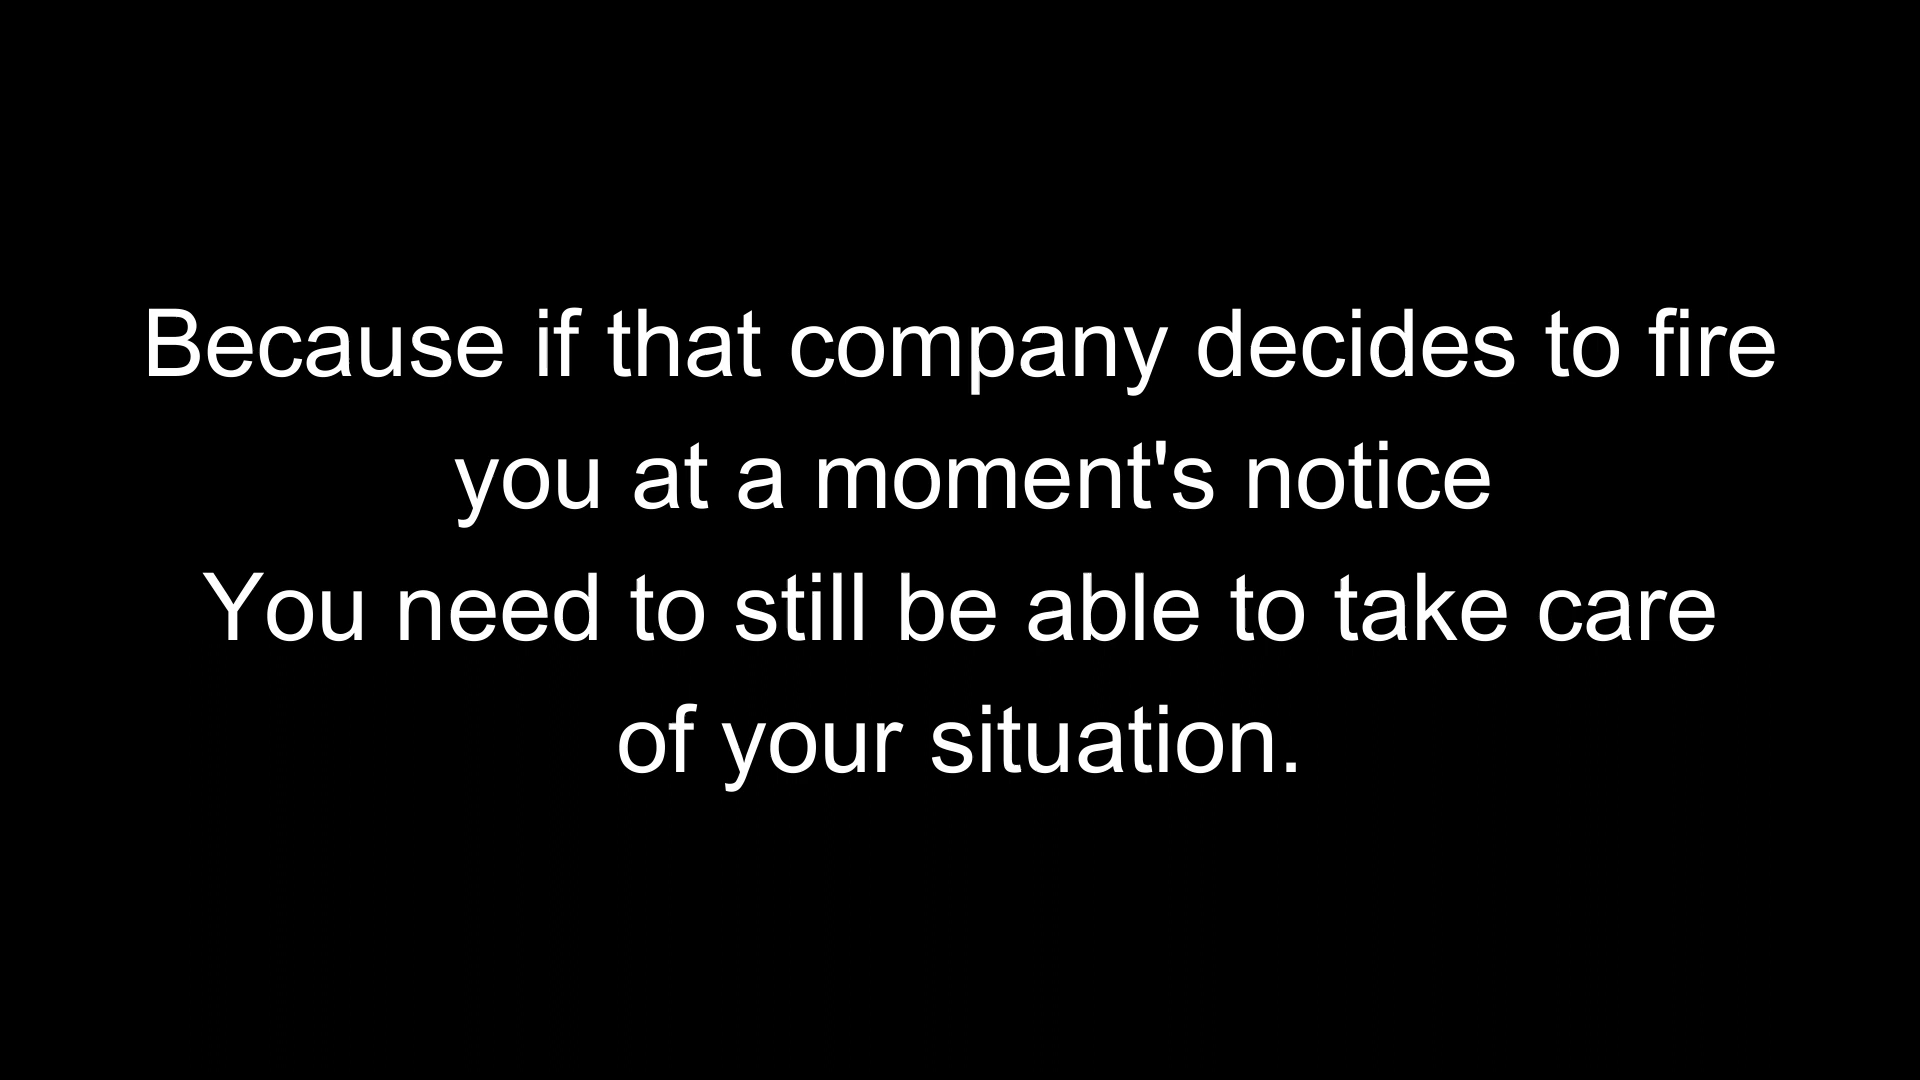 Because if that company decides to fire
you at a moment's notice
You need to still be able to take care
of your situation.